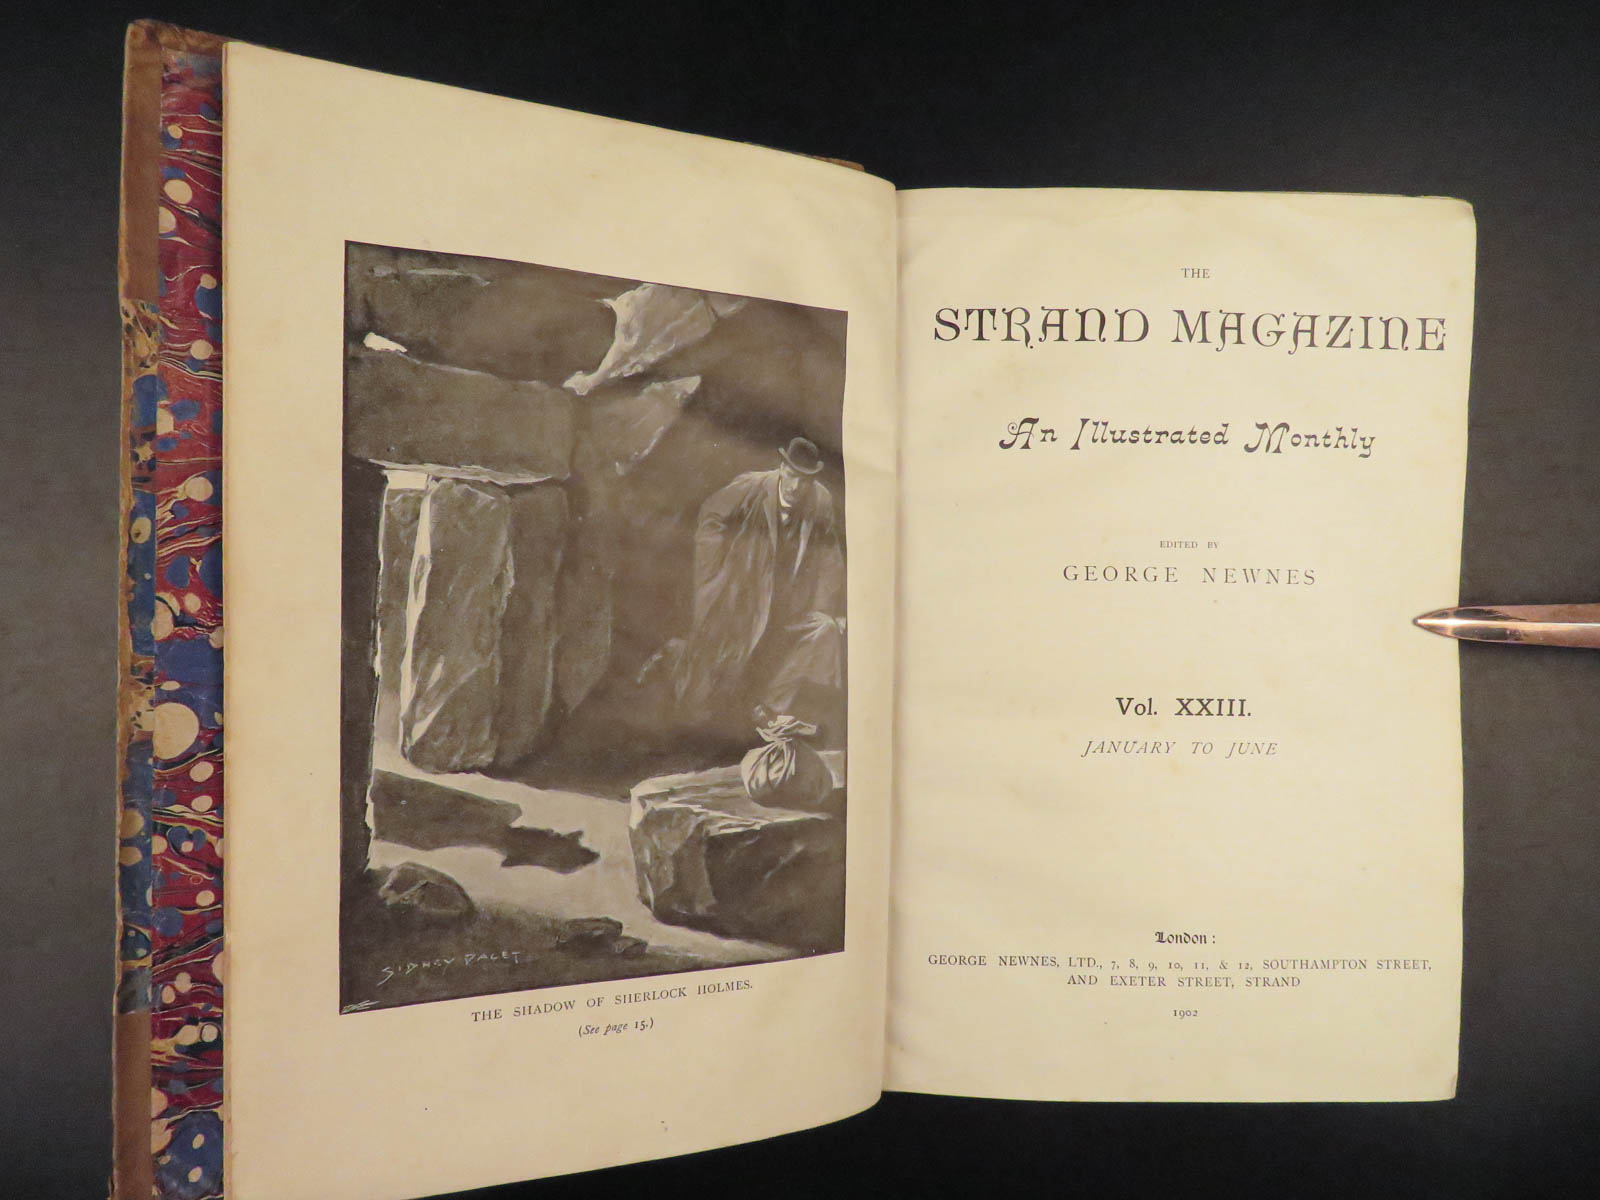 SIDNEY PAGET
THE SHADOW OF SHERLOCK HOLMES.
(See page 15.)
THE
STRAND MAGAZINE
An Illustrated Monthly
EDITED BY
GEORGE NEWNES
Vol. XXIII.
JANUARY TO JUNE
London:
GEORGE NEWNES, LTD., 7, 8, 9, 10, 11, & 12, SOUTHAMPTON STREET,
AND EXETER STREET, STRAND
1902